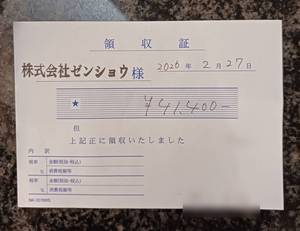 領収証
株式会社ゼンショウ様 2026年2月27日
★ ¥41,400-
但
上記正に領収いたしました
内訳
税率 金額(税抜・税込)
% 消費税額等
税率 金額(税抜・税込)
% 消費税額等